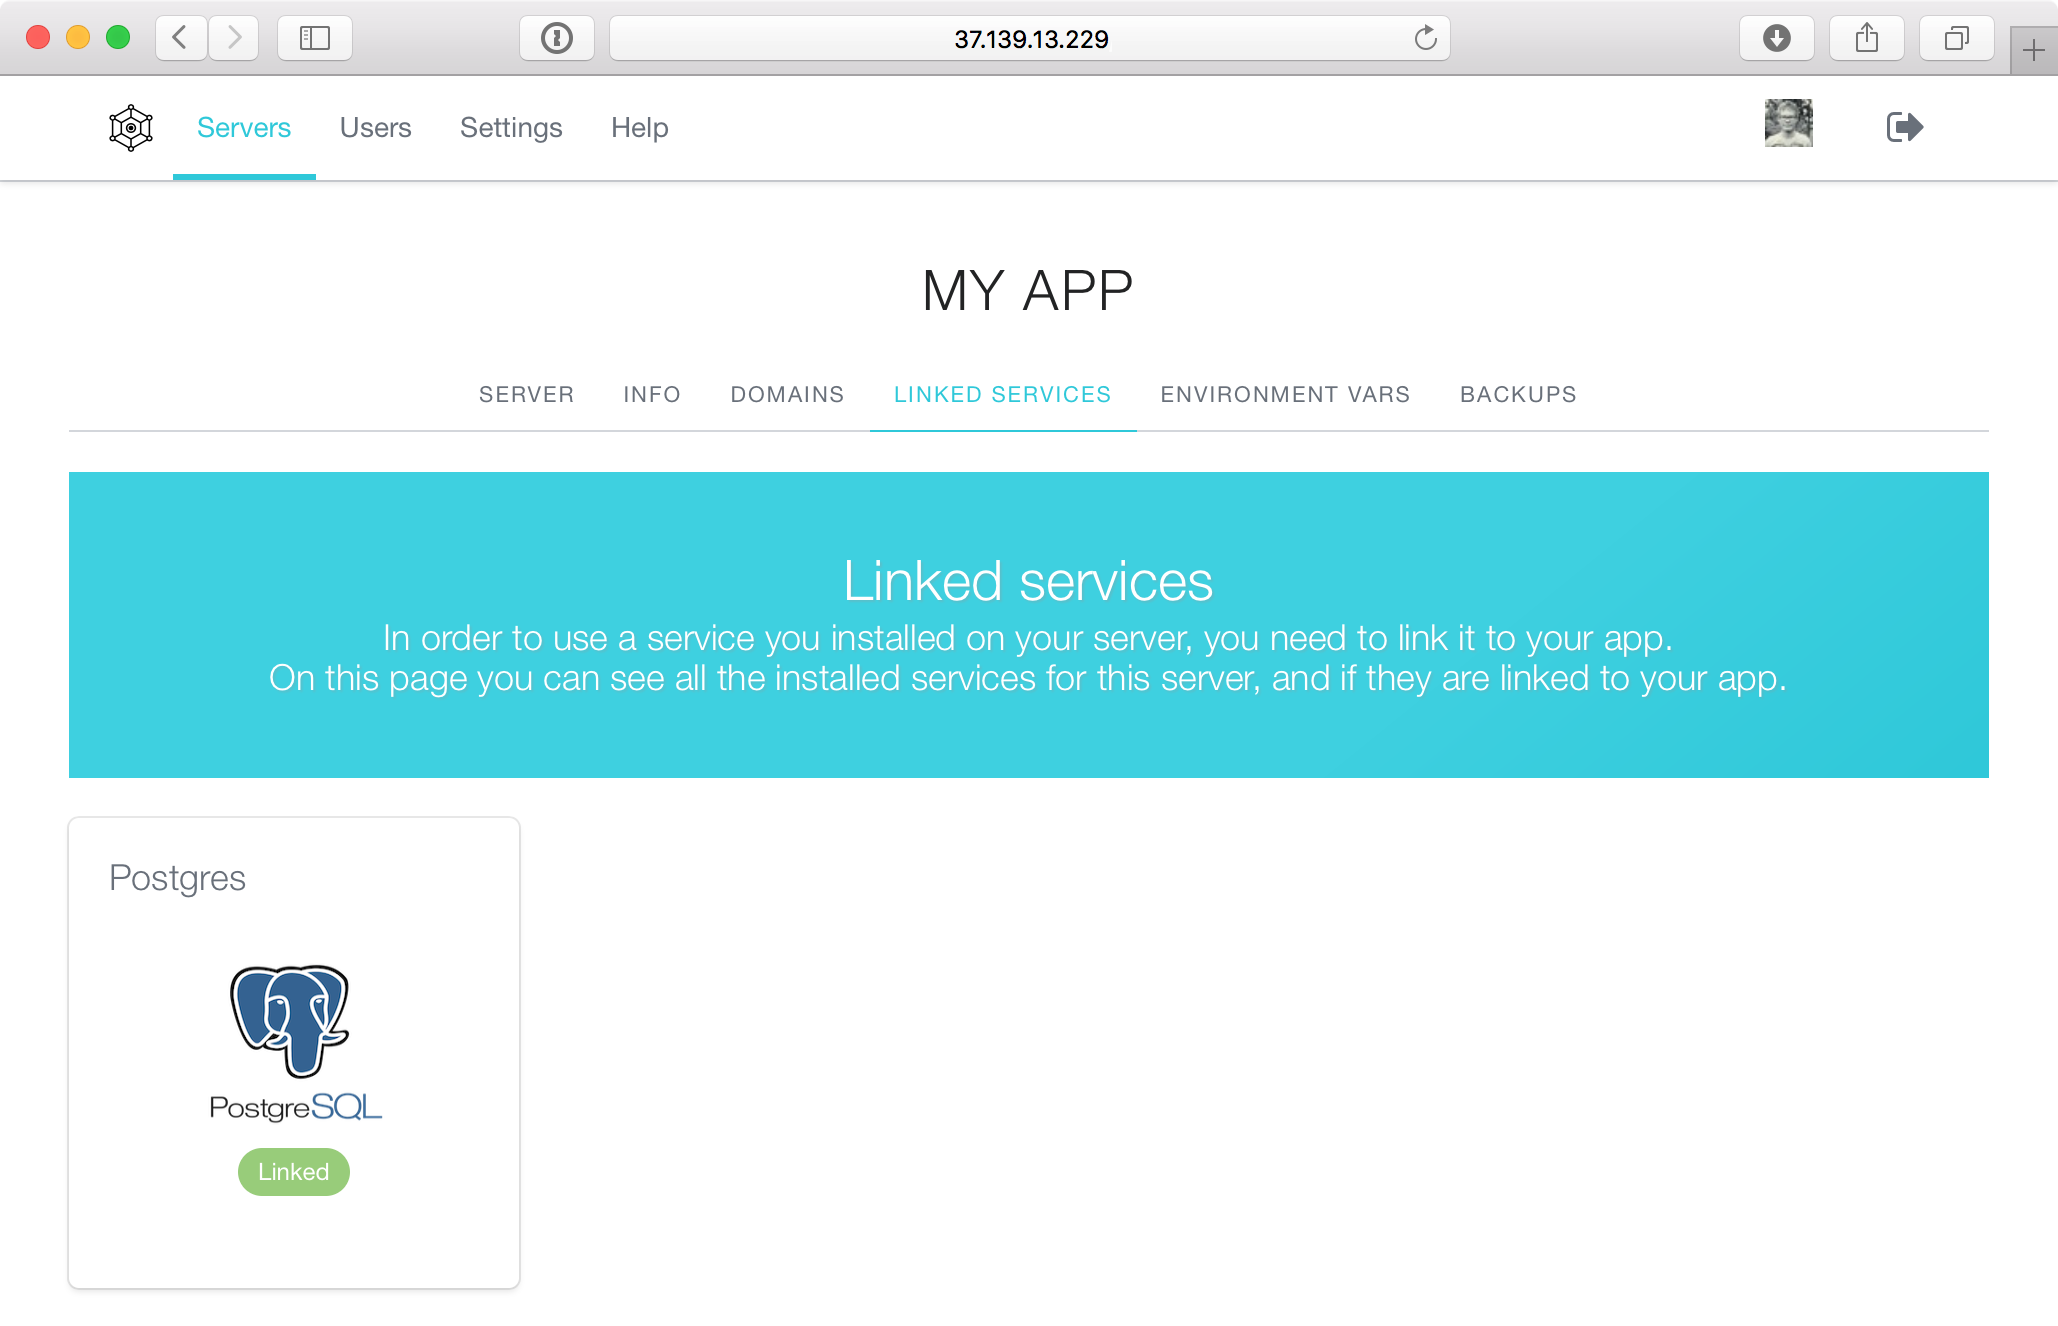 37.139.13.229
Servers Users Settings Help
MY APP
SERVER INFO DOMAINS LINKED SERVICES ENVIRONMENT VARS BACKUPS
Linked services
In order to use a service you installed on your server, you need to link it to your app.
On this page you can see all the installed services for this server, and if they are linked to your app.
Postgres
PostgreSQL
Linked